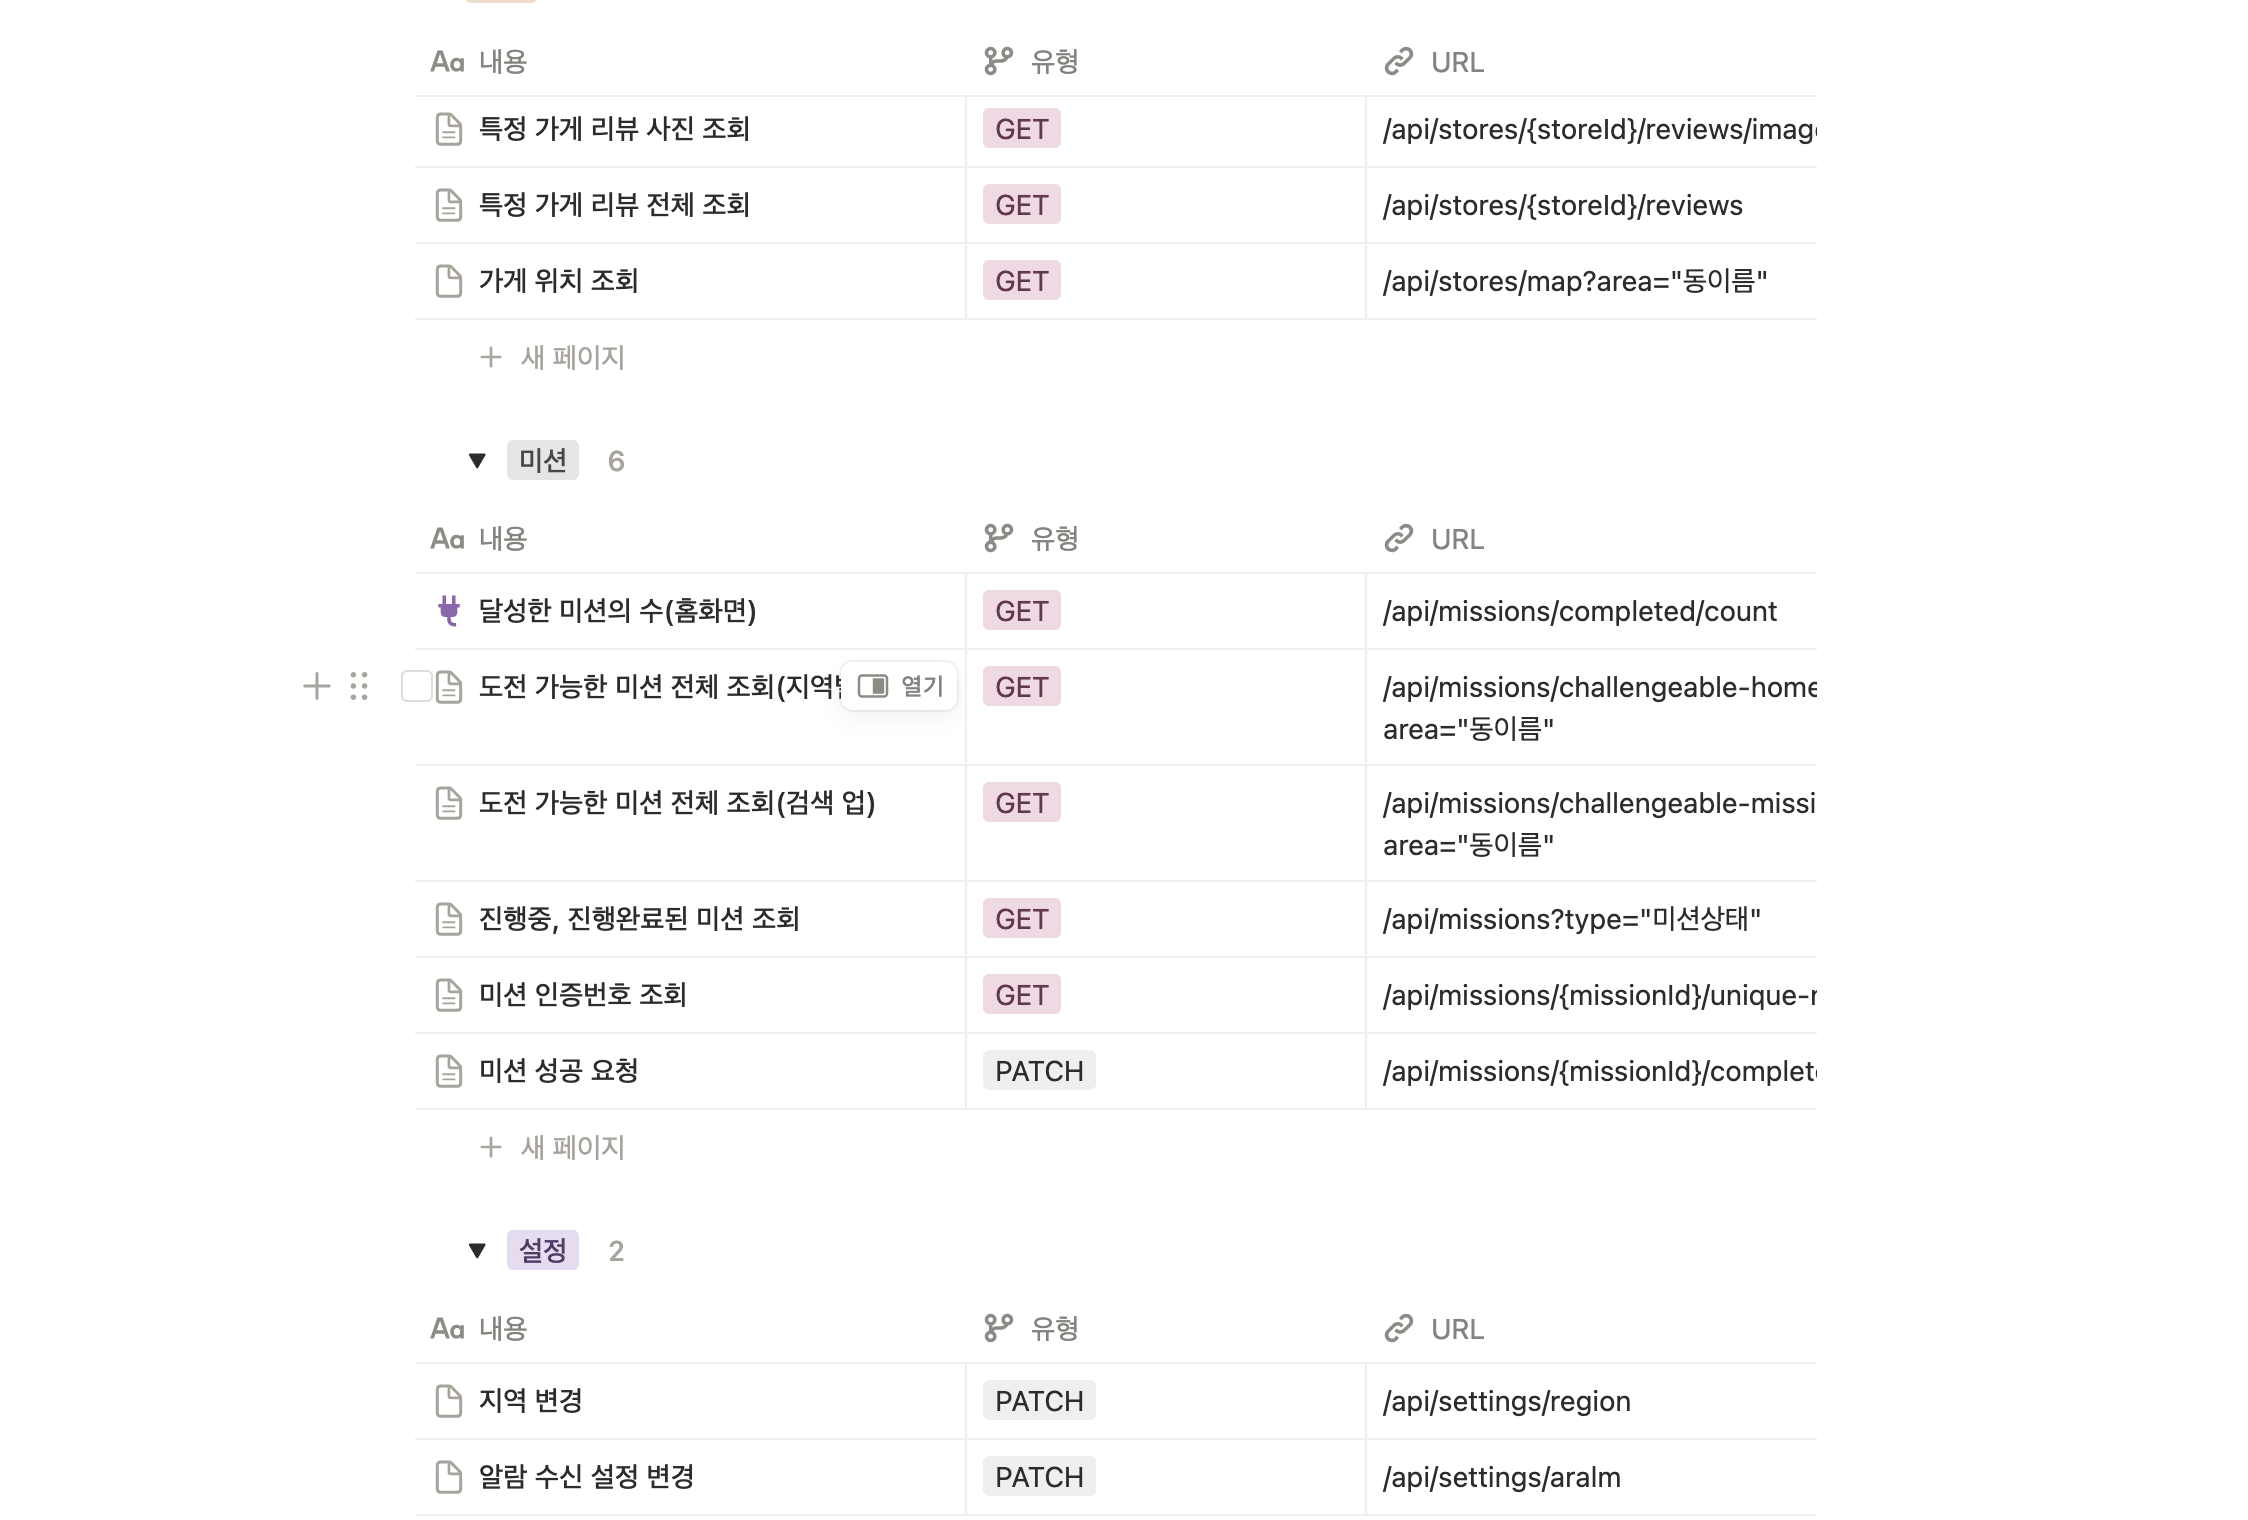 Aa 내용 유형 URL
특정 가게 리뷰 사진 조회 GET /api/stores/{storeId}/reviews/imag
특정 가게 리뷰 전체 조회 GET /api/stores/{storeId}/reviews
가게 위치 조회 GET /api/stores/map?area="동이름"
+ 새 페이지
미션 6
Aa 내용 유형 URL
달성한 미션의 수(홈화면) GET /api/missions/completed/count
도전 가능한 미션 전체 조회(지역 열기 GET /api/missions/challengeable-home
area="동이름"
도전 가능한 미션 전체 조회(검색 업) GET /api/missions/challengeable-missi
area="동이름"
진행중, 진행완료된 미션 조회 GET /api/missions?type="미션상태"
미션 인증번호 조회 GET /api/missions/{missionId}/unique-
미션 성공 요청 PATCH /api/missions/{missionId}/complet
+ 새 페이지
설정 2
Aa 내용 유형 URL
지역 변경 PATCH /api/settings/region
알람 수신 설정 변경 PATCH /api/settings/aralm